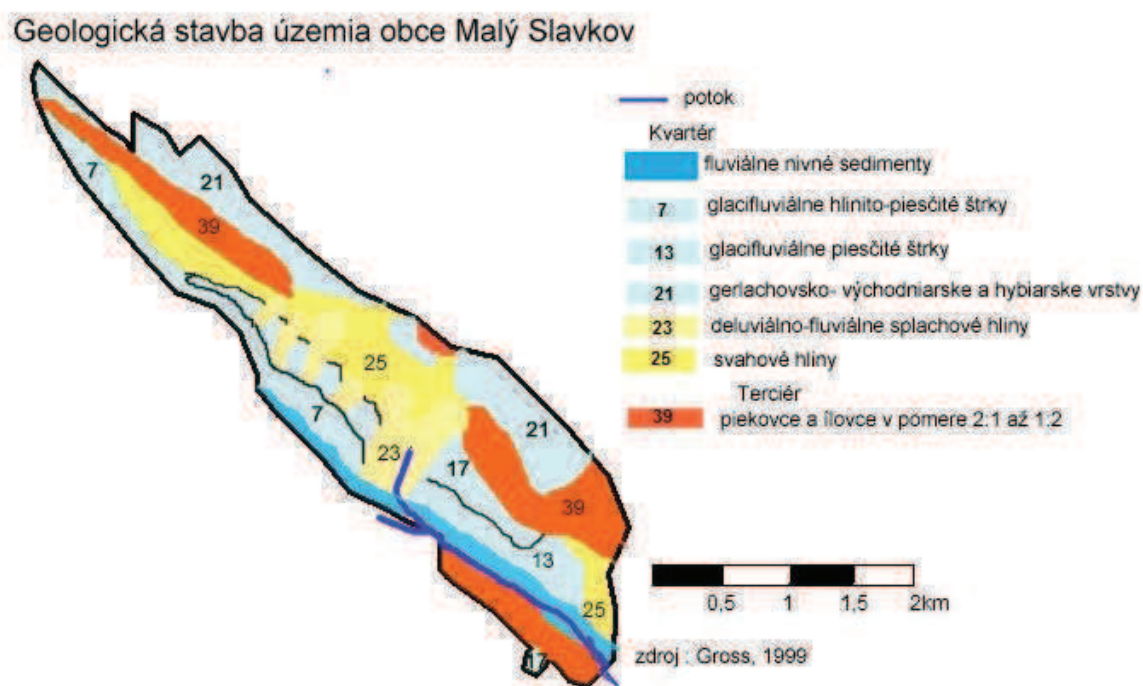 Geologická stavba územia obce Malý Slavkov
potok
Kvartér
fluviálne nivné sedimenty
7 glacifluviálne hlinito-piesčité štrky
13 glacifluviálne piesčité štrky
21 gerlachovsko- východniarske a hybiarske vrstvy
23 deluviálno-fluviálne splachové hliny
25 svahové hliny
Terciér
39 piekovce a ílovce v pomere 2:1 až 1:2
7
21
39
25
7
23
17
21
39
13
25
17
0,5 1 1,5 2km
zdroj : Gross, 1999